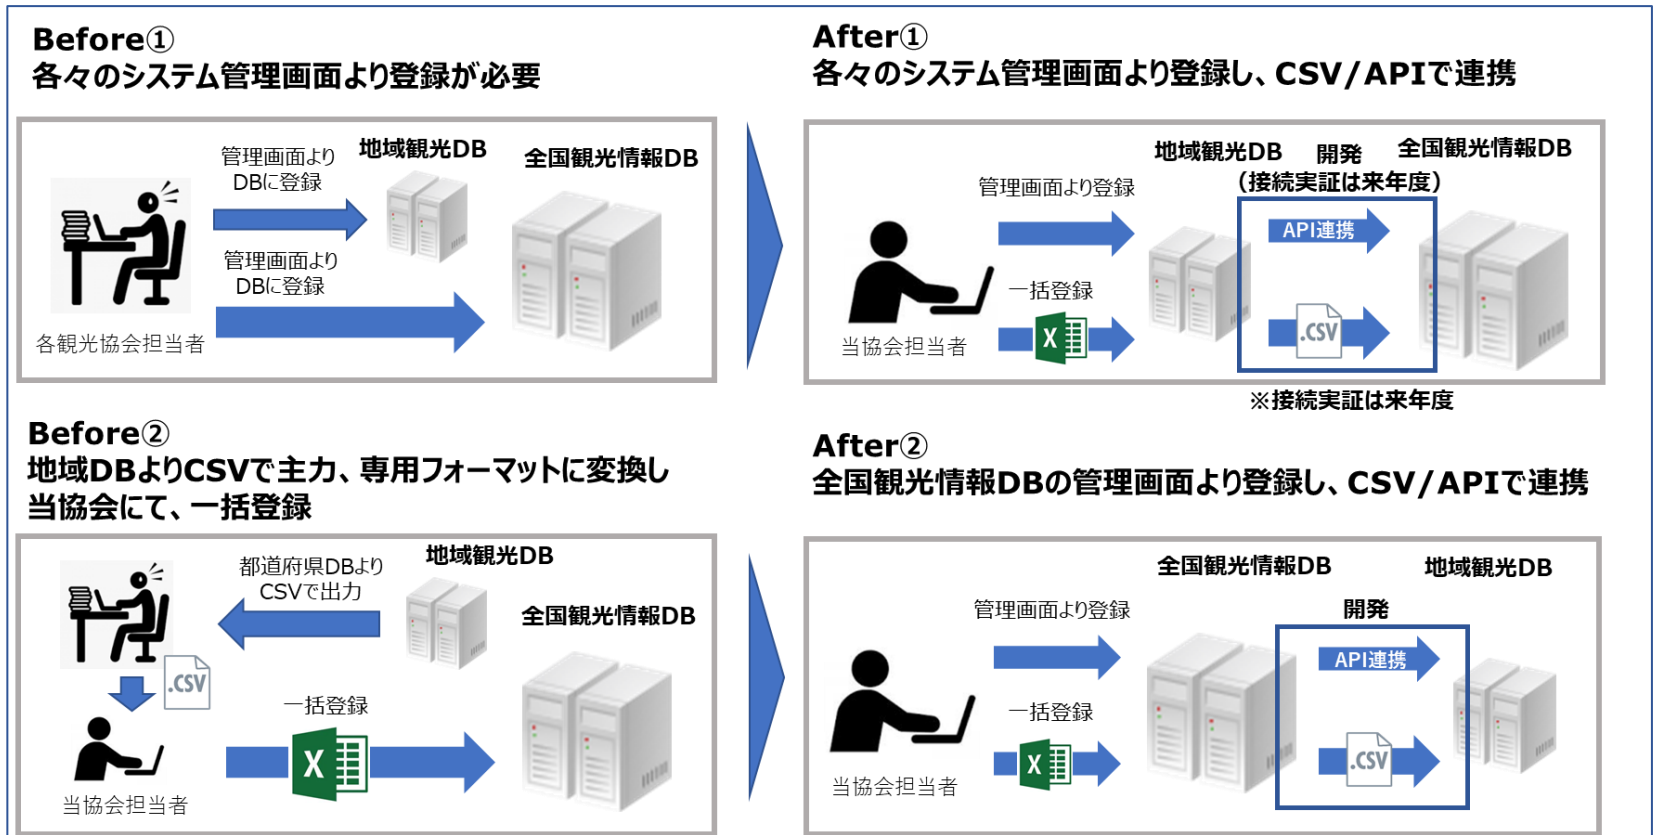 Before①
各々のシステム管理画面より登録が必要
管理画面より
DBに登録
地域観光DB
全国観光情報DB
管理画面より
DBに登録
各観光協会担当者
After①
各々のシステム管理画面より登録し、CSV/APIで連携
地域観光DB
開発
全国観光情報DB
(接続実証は来年度)
管理画面より登録
API連携
一括登録
X
.CSV
当協会担当者
※接続実証は来年度
Before②
地域DBよりCSVで主力、専用フォーマットに変換し
当協会にて、一括登録
都道府県DBより
CSVで出力
地域観光DB
全国観光情報DB
.CSV
一括登録
X
当協会担当者
After②
全国観光情報DBの管理画面より登録し、CSV/APIで連携
全国観光情報DB
地域観光DB
管理画面より登録
開発
API連携
一括登録
X
.CSV
当協会担当者